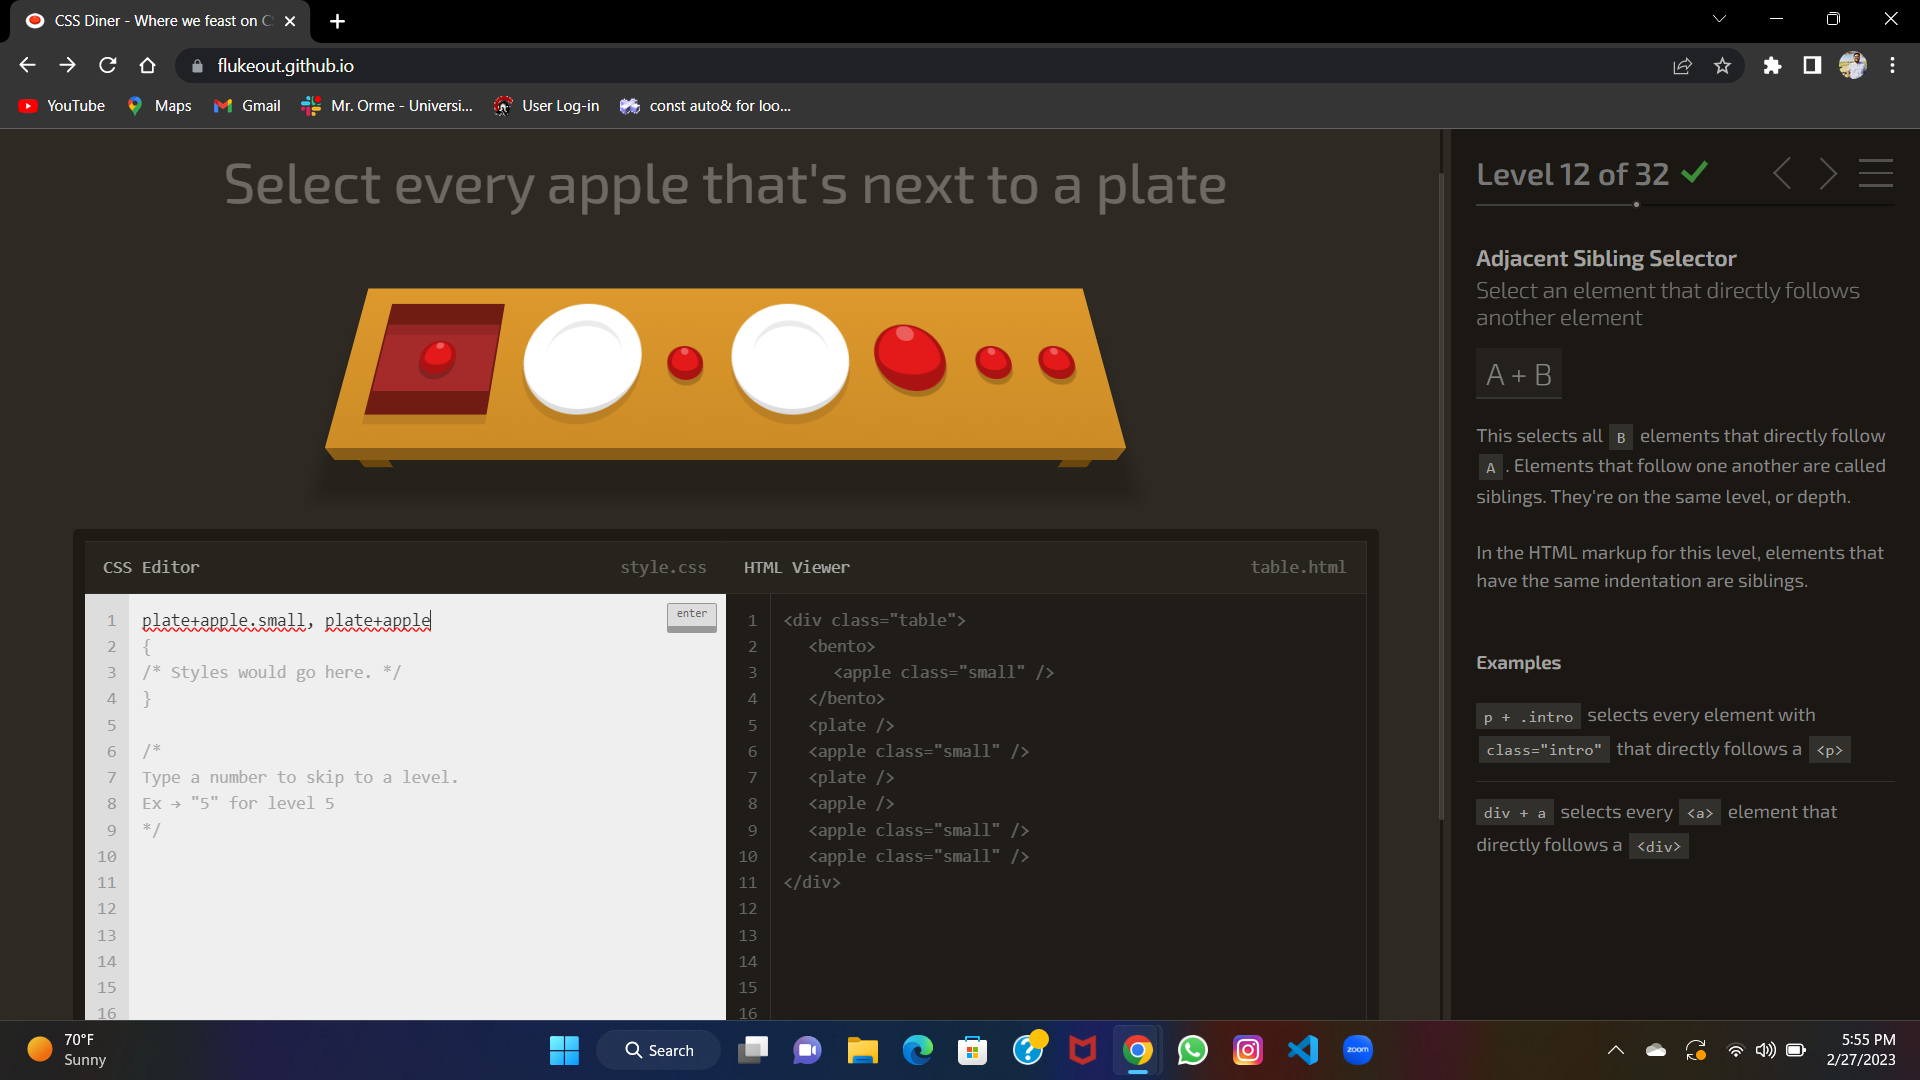 CSS Diner - Where we feast on C
flukeout.github.io
YouTube
Maps
Gmail
Mr. Orme - Universi...
User Log-in
const auto& for loo...
Select every apple that's next to a plate
CSS Editor
style.css
HTML Viewer
table.html
1 plate+apple.small, plate+apple
enter
2 {
3 /* Styles would go here. */
4 }
5
6 /*
7 Type a number to skip to a level.
8 Ex → "5" for level 5
9 */
10
11
12
13
14
15
16
1 <div class="table">
2 <bento>
3 <apple class="small" />
4 </bento>
5 <plate />
6 <apple class="small" />
7 <plate />
8 <apple />
9 <apple class="small" />
10 <apple class="small" />
11 </div>
12
13
14
15
16
Level 12 of 32
Adjacent Sibling Selector
Select an element that directly follows
another element
A + B
This selects all B elements that directly follow
A . Elements that follow one another are called
siblings. They're on the same level, or depth.
In the HTML markup for this level, elements that
have the same indentation are siblings.
Examples
p + .intro selects every element with
class="intro" that directly follows a <p>
div + a selects every <a> element that
directly follows a <div>
70°F
Sunny
Search
zoom
5:55 PM
2/27/2023